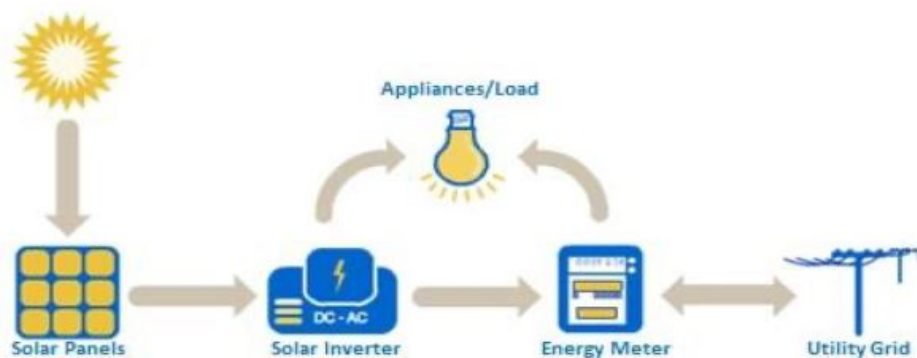 Appliances/Load
DC - AC
Solar Panels
Solar Inverter
Energy Meter
Utility Grid